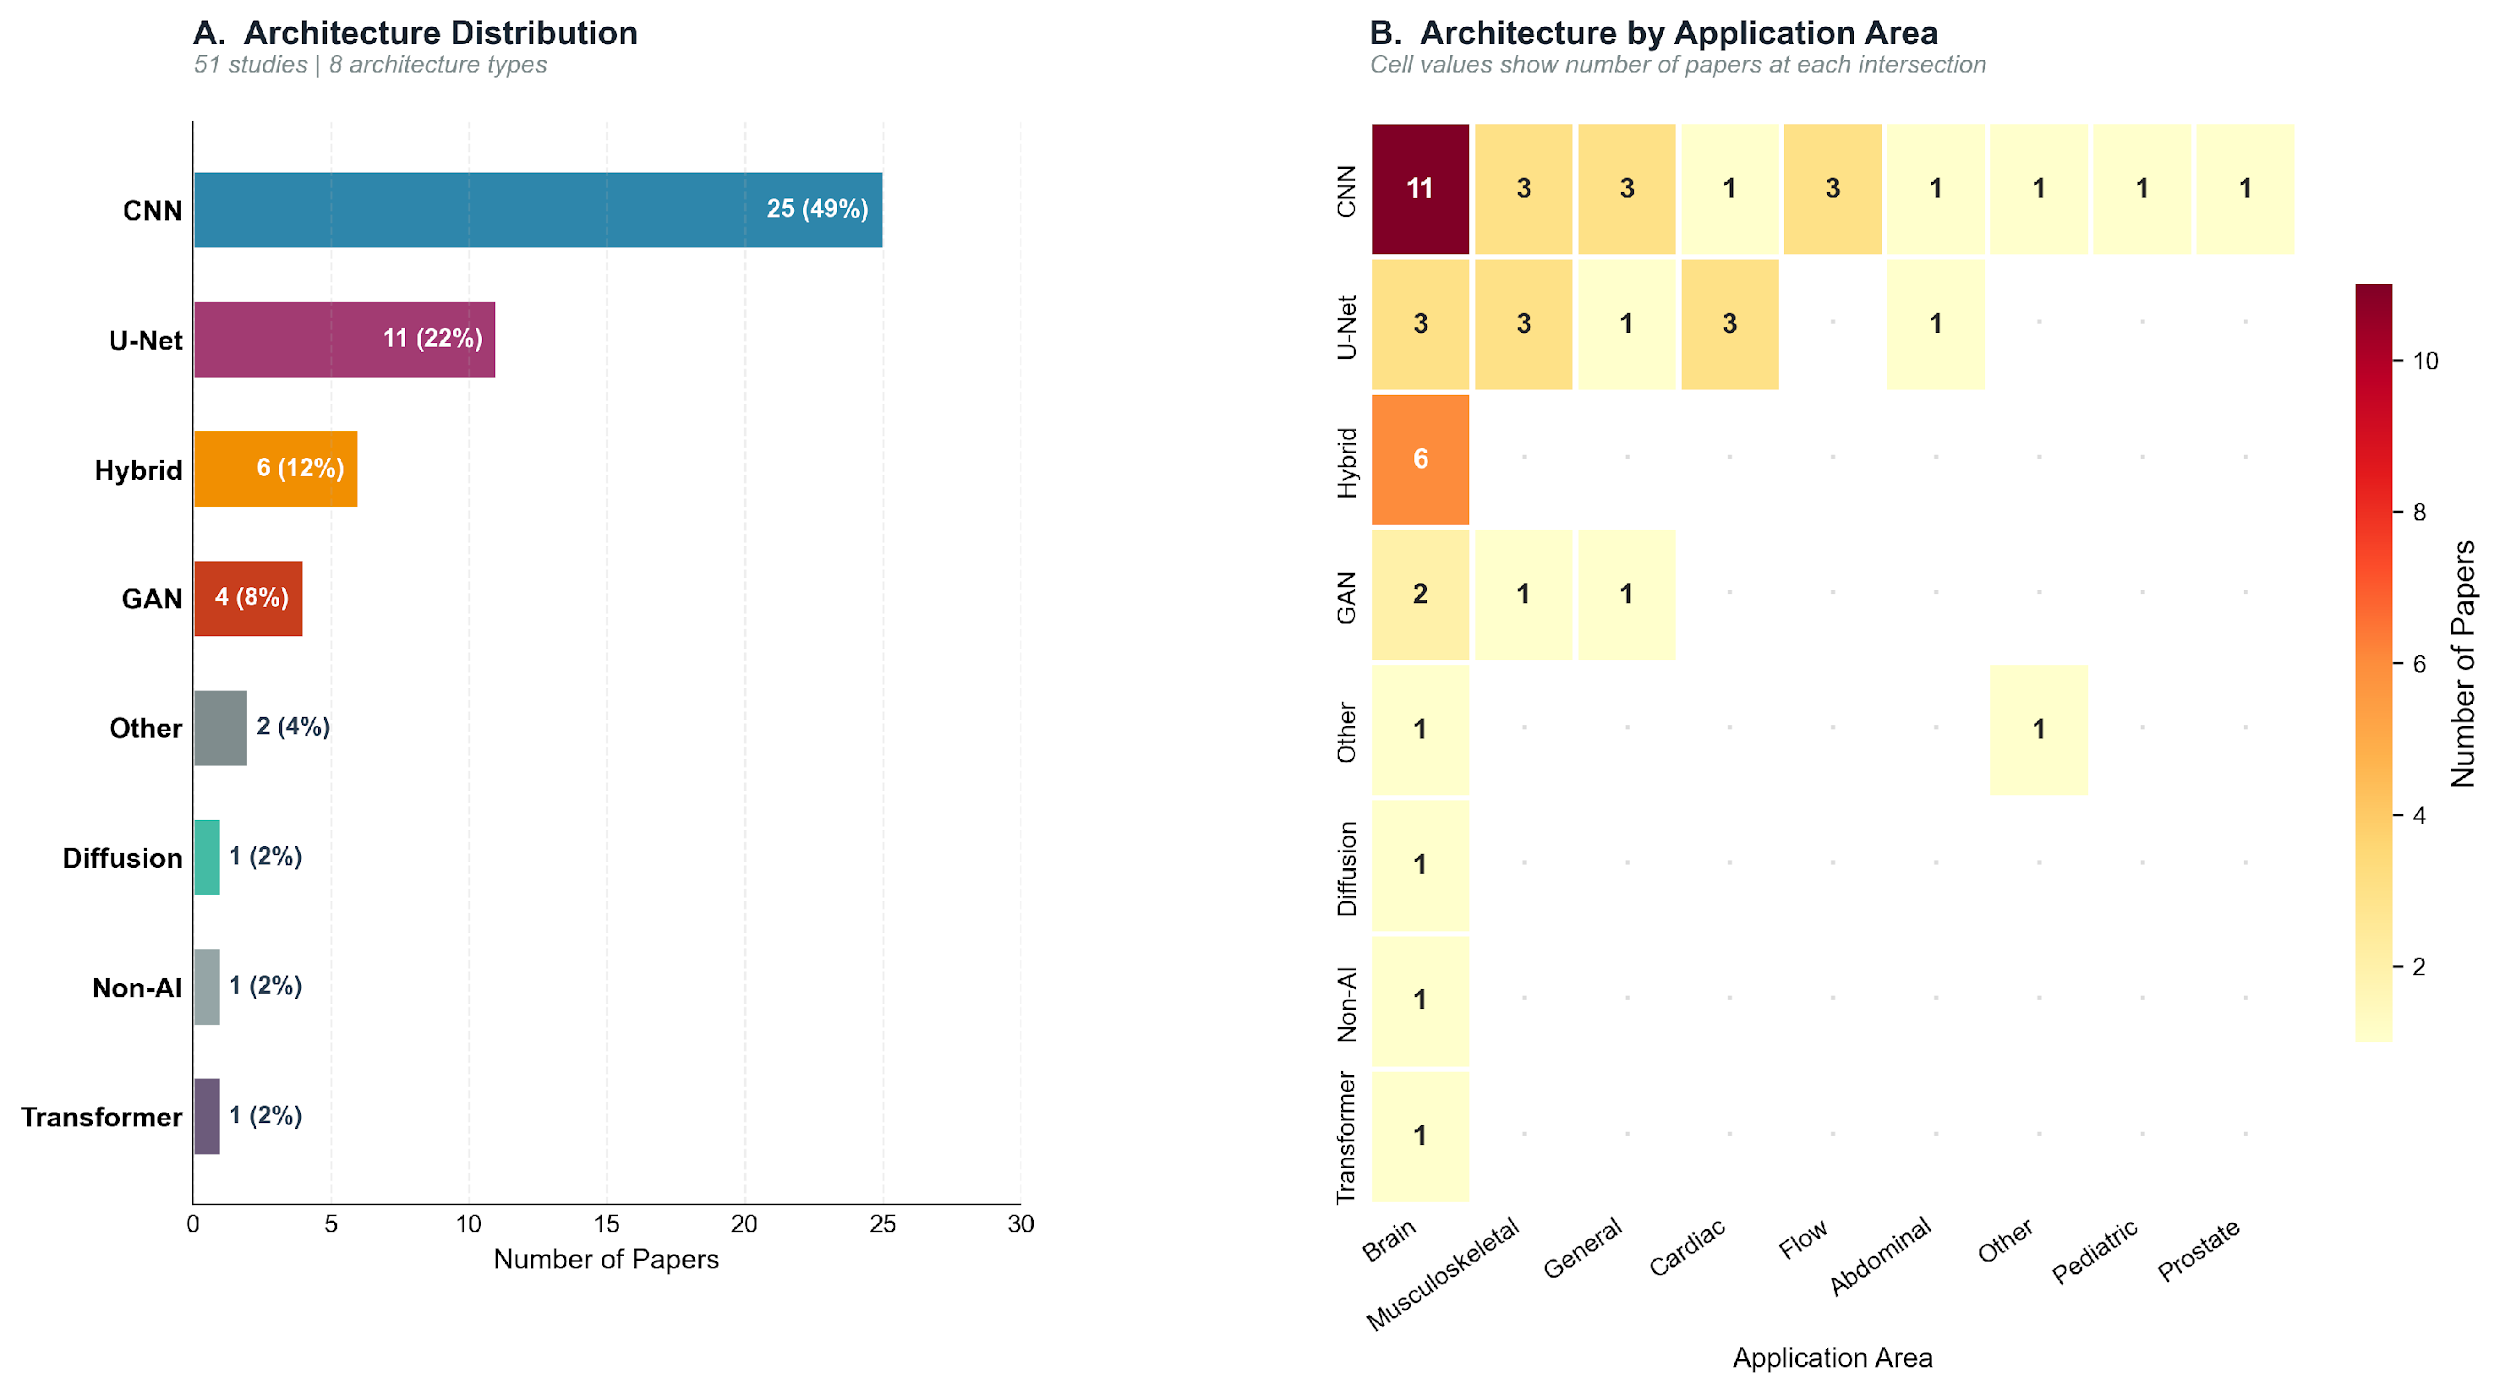 A. Architecture Distribution
51 studies | 8 architecture types
CNN
25 (49%)
U-Net
11 (22%)
Hybrid
6 (12%)
GAN
4 (8%)
Other
2 (4%)
Diffusion
1 (2%)
Non-AI
1 (2%)
Transformer
1 (2%)
0 5 10 15 20 25 30
Number of Papers
B. Architecture by Application Area
Cell values show number of papers at each intersection
CNN
11 3 3 1 3 1 1 1 1
U-Net
3 3 1 3 1
Hybrid
6
GAN
2 1 1
Other
1 1
Diffusion
1
Non-AI
1
Transformer
1
Brain
Musculoskeletal
General
Cardiac
Flow
Abdominal
Other
Pediatric
Prostate
Application Area
10
8
6
4
2
Number of Papers